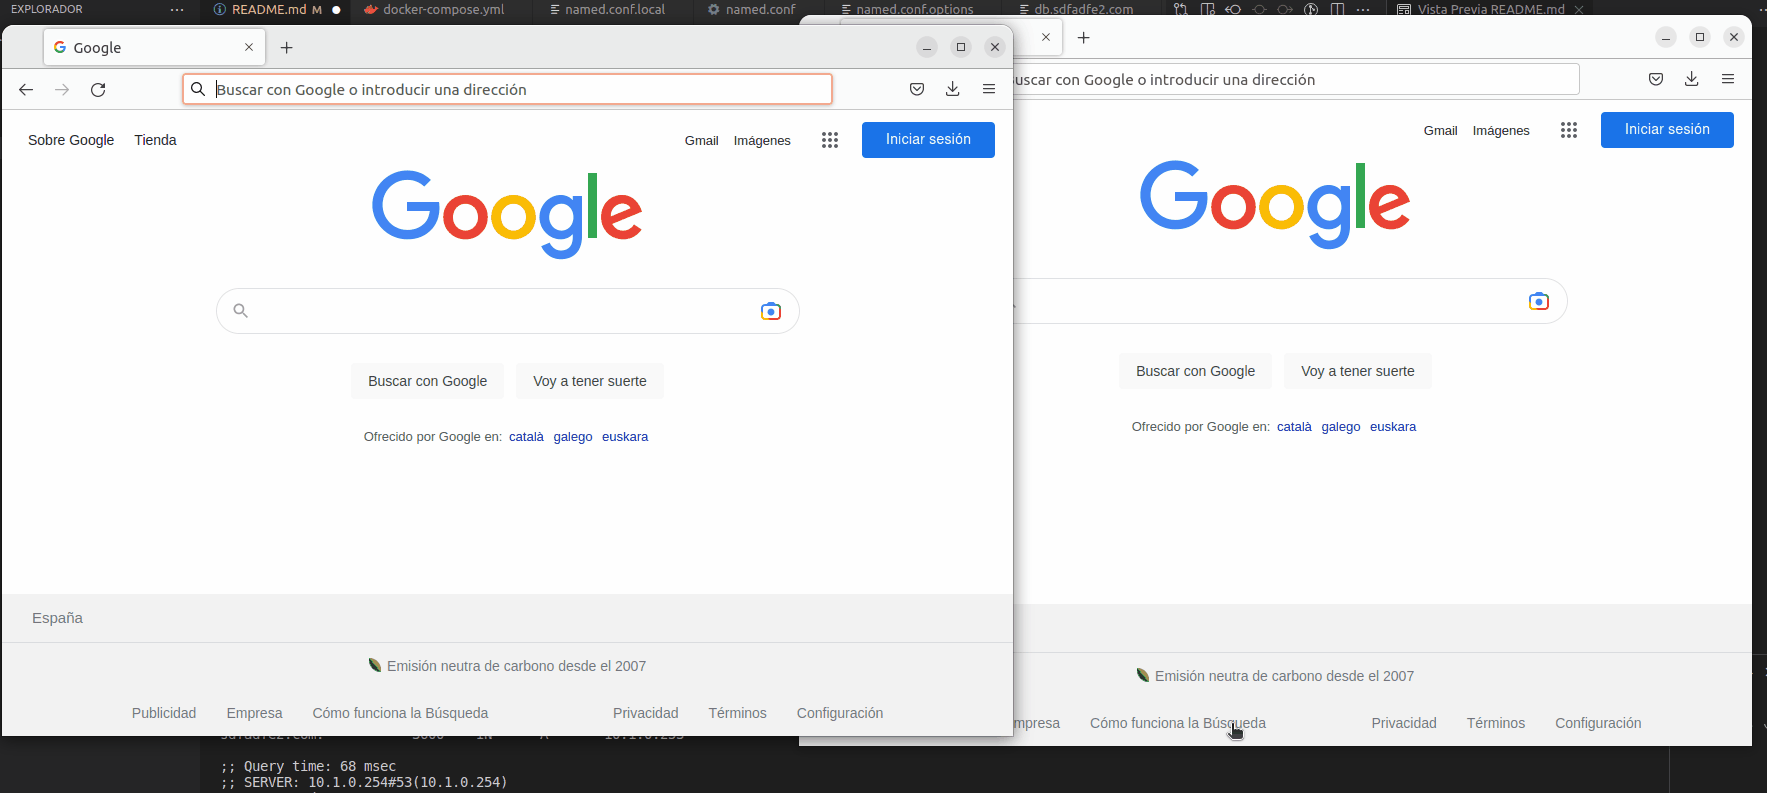 EXPLORADOR
README.md M
docker-compose.yml
named.conf.local
named.conf
named.conf.options
db.sdfadfe2.com
Vista Previa README.md
Google
Buscar con Google o introducir una dirección
Sobre Google Tienda
Gmail Imágenes
Iniciar sesión
Google
Buscar con Google
Voy a tener suerte
Ofrecido por Google en: català galego euskara
España
Emisión neutra de carbono desde el 2007
Publicidad Empresa Cómo funciona la Búsqueda
Privacidad Términos Configuración
uscar con Google o introducir una dirección
Gmail Imágenes
Iniciar sesión
Google
Buscar con Google
Voy a tener suerte
Ofrecido por Google en: català galego euskara
Emisión neutra de carbono desde el 2007
mpresa Cómo funciona la Búsqueda
Privacidad Términos Configuración
;; Query time: 68 msec
;; SERVER: 10.1.0.254#53(10.1.0.254)